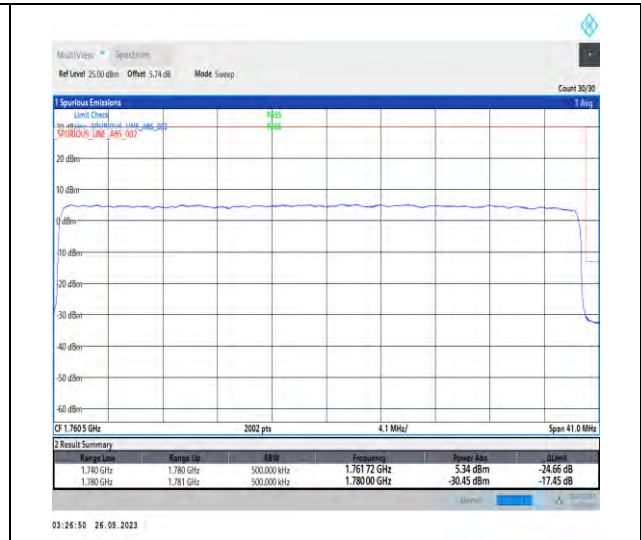 MultiView Spectrum
Ref Level 25.00 dBm Offset 5.74 dB Mode Sweep
Count 30/30
1 Spurious Emissions 1 Avg
Limit Check PASS
Line SPURIOUS_LINE_ABS_002 PASS
SPURIOUS_LINE_ABS_002
20 dBm
10 dBm
0 dBm
-10 dBm
-20 dBm
-30 dBm
-40 dBm
-50 dBm
-60 dBm
CF 1.760 5 GHz 2002 pts 4.1 MHz/ Span 41.0 MHz
2 Result Summary
Range Low Range Up RBW Frequency Power Abs ΔLimit
1.740 GHz 1.780 GHz 500.000 kHz 1.761 72 GHz 5.34 dBm -24.66 dB
1.780 GHz 1.781 GHz 500.000 kHz 1.780 00 GHz -30.45 dBm -17.45 dB
03:26:50 26.05.2023